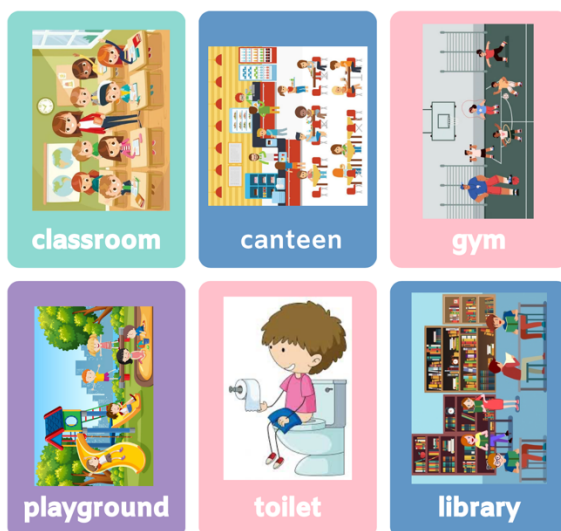 classroom
canteen
gym
playground
toilet
library